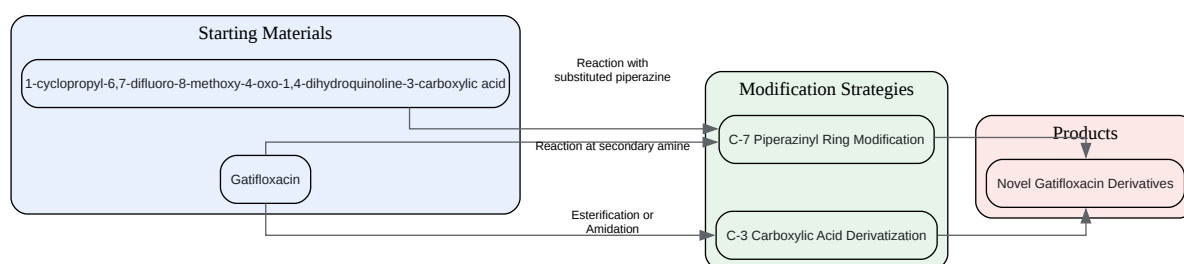 Starting Materials
1-cyclopropyl-6,7-difluoro-8-methoxy-4-oxo-1,4-dihydroquinoline-3-carboxylic acid
Gatifloxacin
Reaction with
substituted piperazine
Reaction at secondary amine
Esterification or
Amidation
Modification Strategies
C-7 Piperazinyl Ring Modification
C-3 Carboxylic Acid Derivatization
Products
Novel Gatifloxacin Derivatives